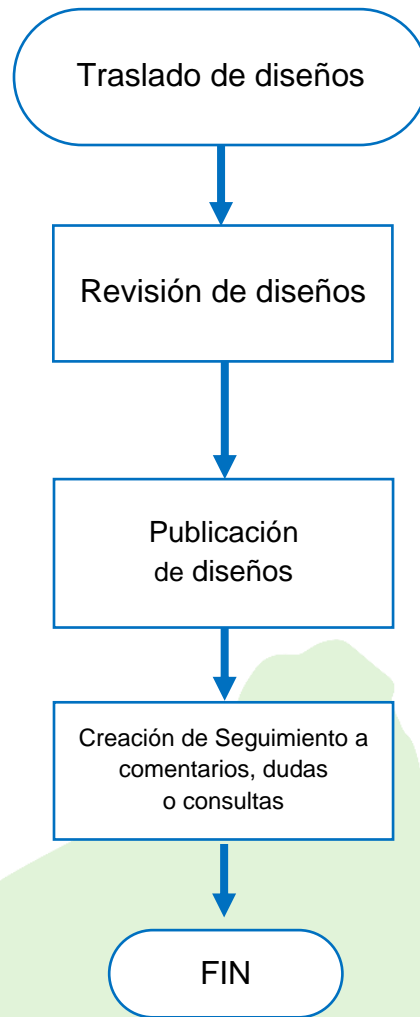 Traslado de diseños
Revisión de diseños
Publicación
de diseños
Creación de Seguimiento a
comentarios, dudas
o consultas
FIN